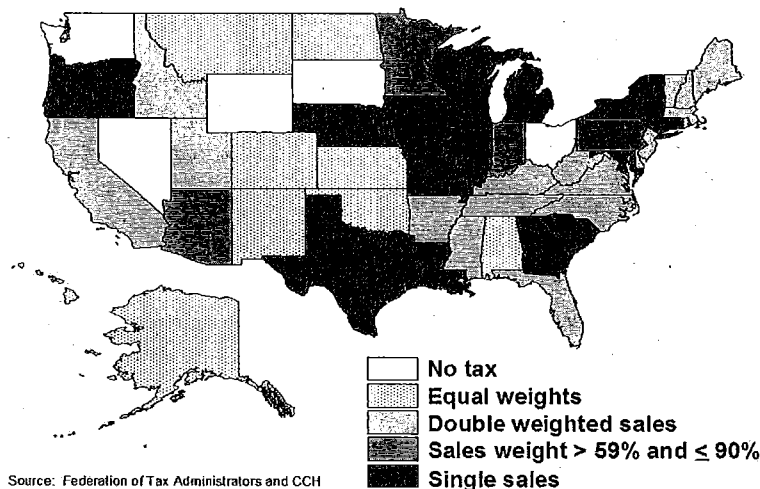 No tax
Equal weights
Double weighted sales
Sales weight > 59% and ≤ 90%
Single sales
Source: Federation of Tax Administrators and CCH